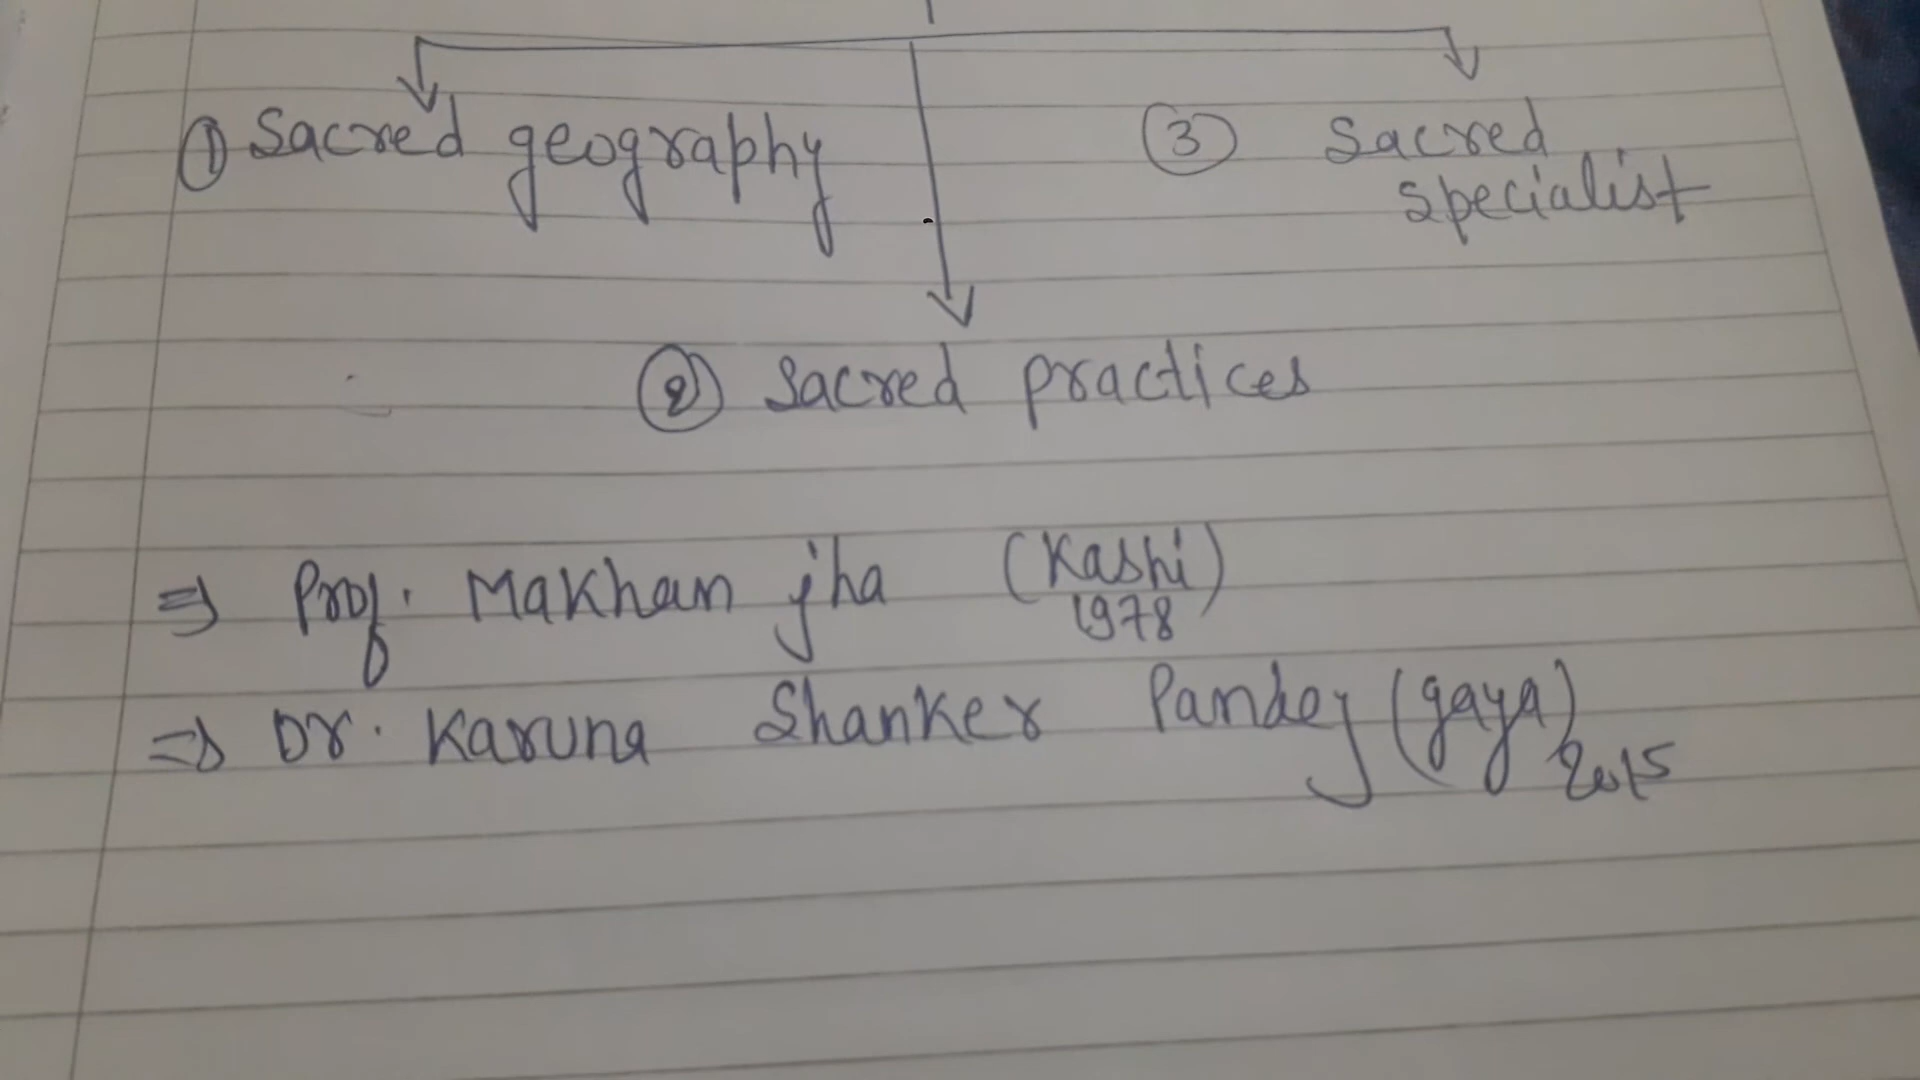 ① Sacred geography
③ Sacred
specialist
② Sacred practices
⇒ Prof. Makhan jha (Kashi)
1978
⇒ Dr. Karuna Shanker Pandey (gaya)
2015